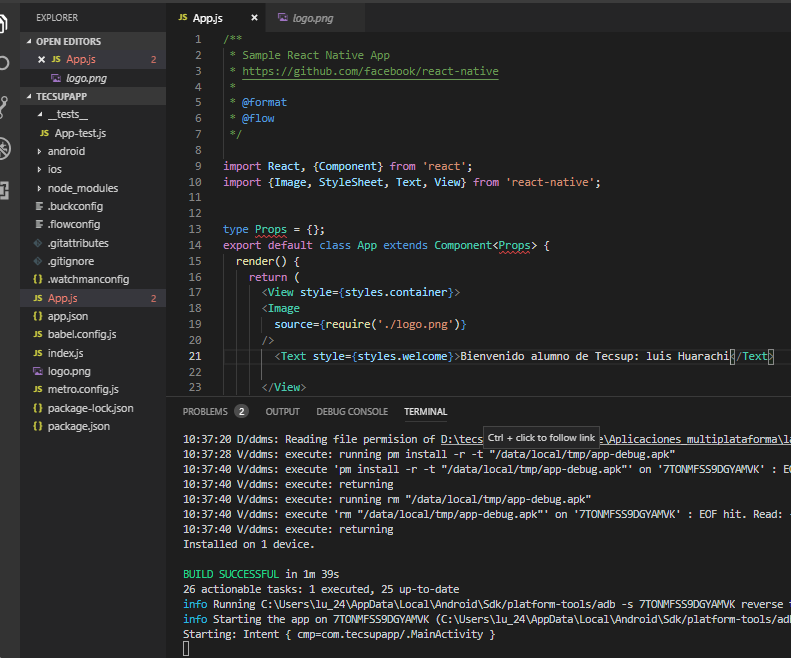 EXPLORER
OPEN EDITORS
JS App.js 2
logo.png
TECSUPAPP
__tests__
JS App-test.js
android
ios
node_modules
.buckconfig
.flowconfig
.gitattributes
.gitignore
{} .watchmanconfig
JS App.js 2
{} app.json
JS babel.config.js
JS index.js
logo.png
JS metro.config.js
{} package-lock.json
{} package.json
JS App.js
logo.png
1 /**
2 * Sample React Native App
3 * https://github.com/facebook/react-native
4 *
5 * @format
6 * @flow
7 */
8
9 import React, {Component} from 'react';
10 import {Image, StyleSheet, Text, View} from 'react-native';
11
12
13 type Props = {};
14 export default class App extends Component<Props> {
15 render() {
16 return (
17 <View style={styles.container}>
18 <Image
19 source={require('./logo.png')}
20 />
21 <Text style={styles.welcome}>Bienvenido alumno de Tecsup: luis Huarachi</Text>
22
23 </View>
PROBLEMS 2 OUTPUT DEBUG CONSOLE TERMINAL
Ctrl + click to follow link
10:37:20 D/ddms: Reading file permision of D:\tecs e\Aplicaciones_multiplataforma\la
10:37:28 V/ddms: execute: running pm install -r -t "/data/local/tmp/app-debug.apk"
10:37:40 V/ddms: execute 'pm install -r -t "/data/local/tmp/app-debug.apk"' on '7TONMFSS9DGYAMVK' : EO
10:37:40 V/ddms: execute: returning
10:37:40 V/ddms: execute: running rm "/data/local/tmp/app-debug.apk"
10:37:40 V/ddms: execute 'rm "/data/local/tmp/app-debug.apk"' on '7TONMFSS9DGYAMVK' : EOF hit. Read: -
10:37:40 V/ddms: execute: returning
Installed on 1 device.
BUILD SUCCESSFUL in 1m 39s
26 actionable tasks: 1 executed, 25 up-to-date
info Running C:\Users\lu_24\AppData\Local\Android\Sdk/platform-tools/adb -s 7TONMFSS9DGYAMVK reverse t
info Starting the app on 7TONMFSS9DGYAMVK (C:\Users\lu_24\AppData\Local\Android\Sdk/platform-tools/adb
Starting: Intent { cmp=com.tecsupapp/.MainActivity }